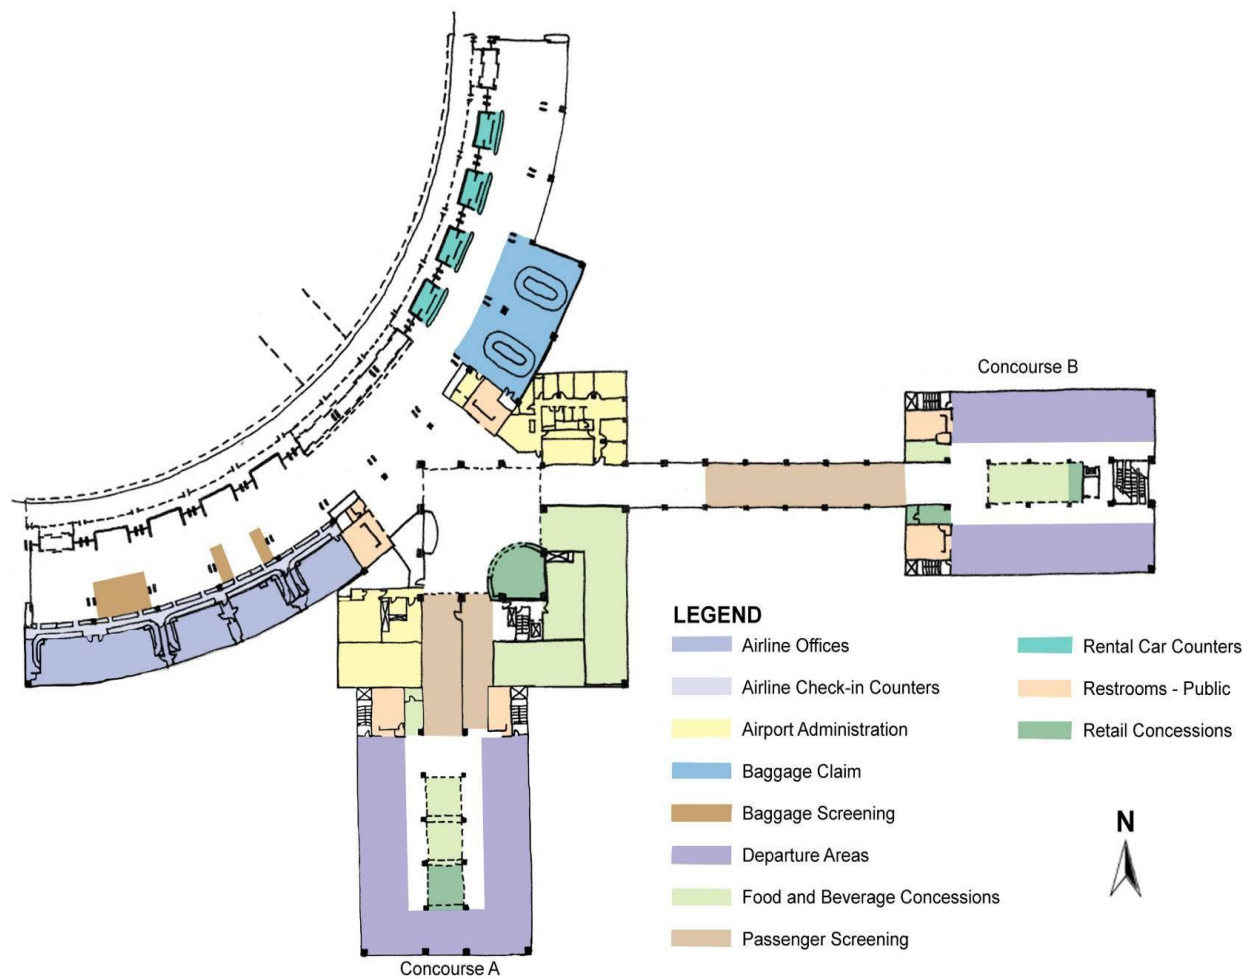 Concourse B
LEGEND
Airline Offices
Airline Check-in Counters
Airport Administration
Baggage Claim
Baggage Screening
Departure Areas
Food and Beverage Concessions
Passenger Screening
Rental Car Counters
Restrooms - Public
Retail Concessions
N
Concourse A